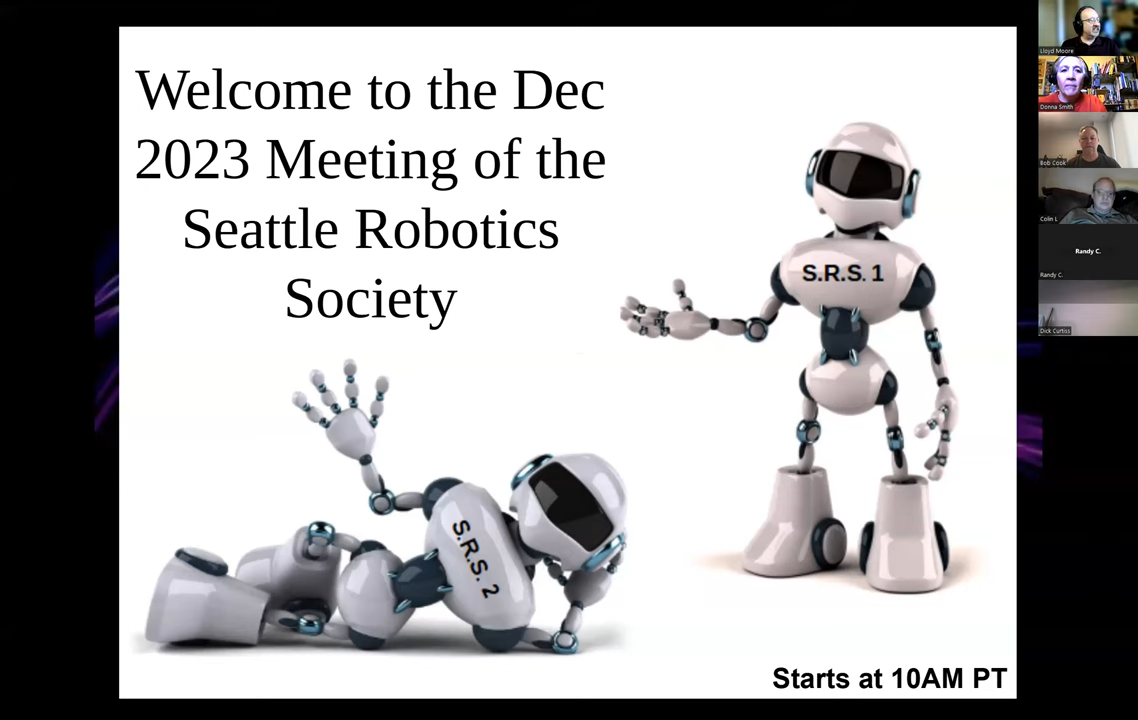 Welcome to the Dec
2023 Meeting of the
Seattle Robotics
Society
S.R.S. 1
S.R.S. 2
Starts at 10AM PT
Lloyd Moore
Donna Smith
Bob Cook
Colin L
Randy C.
Randy C.
Dick Curtiss